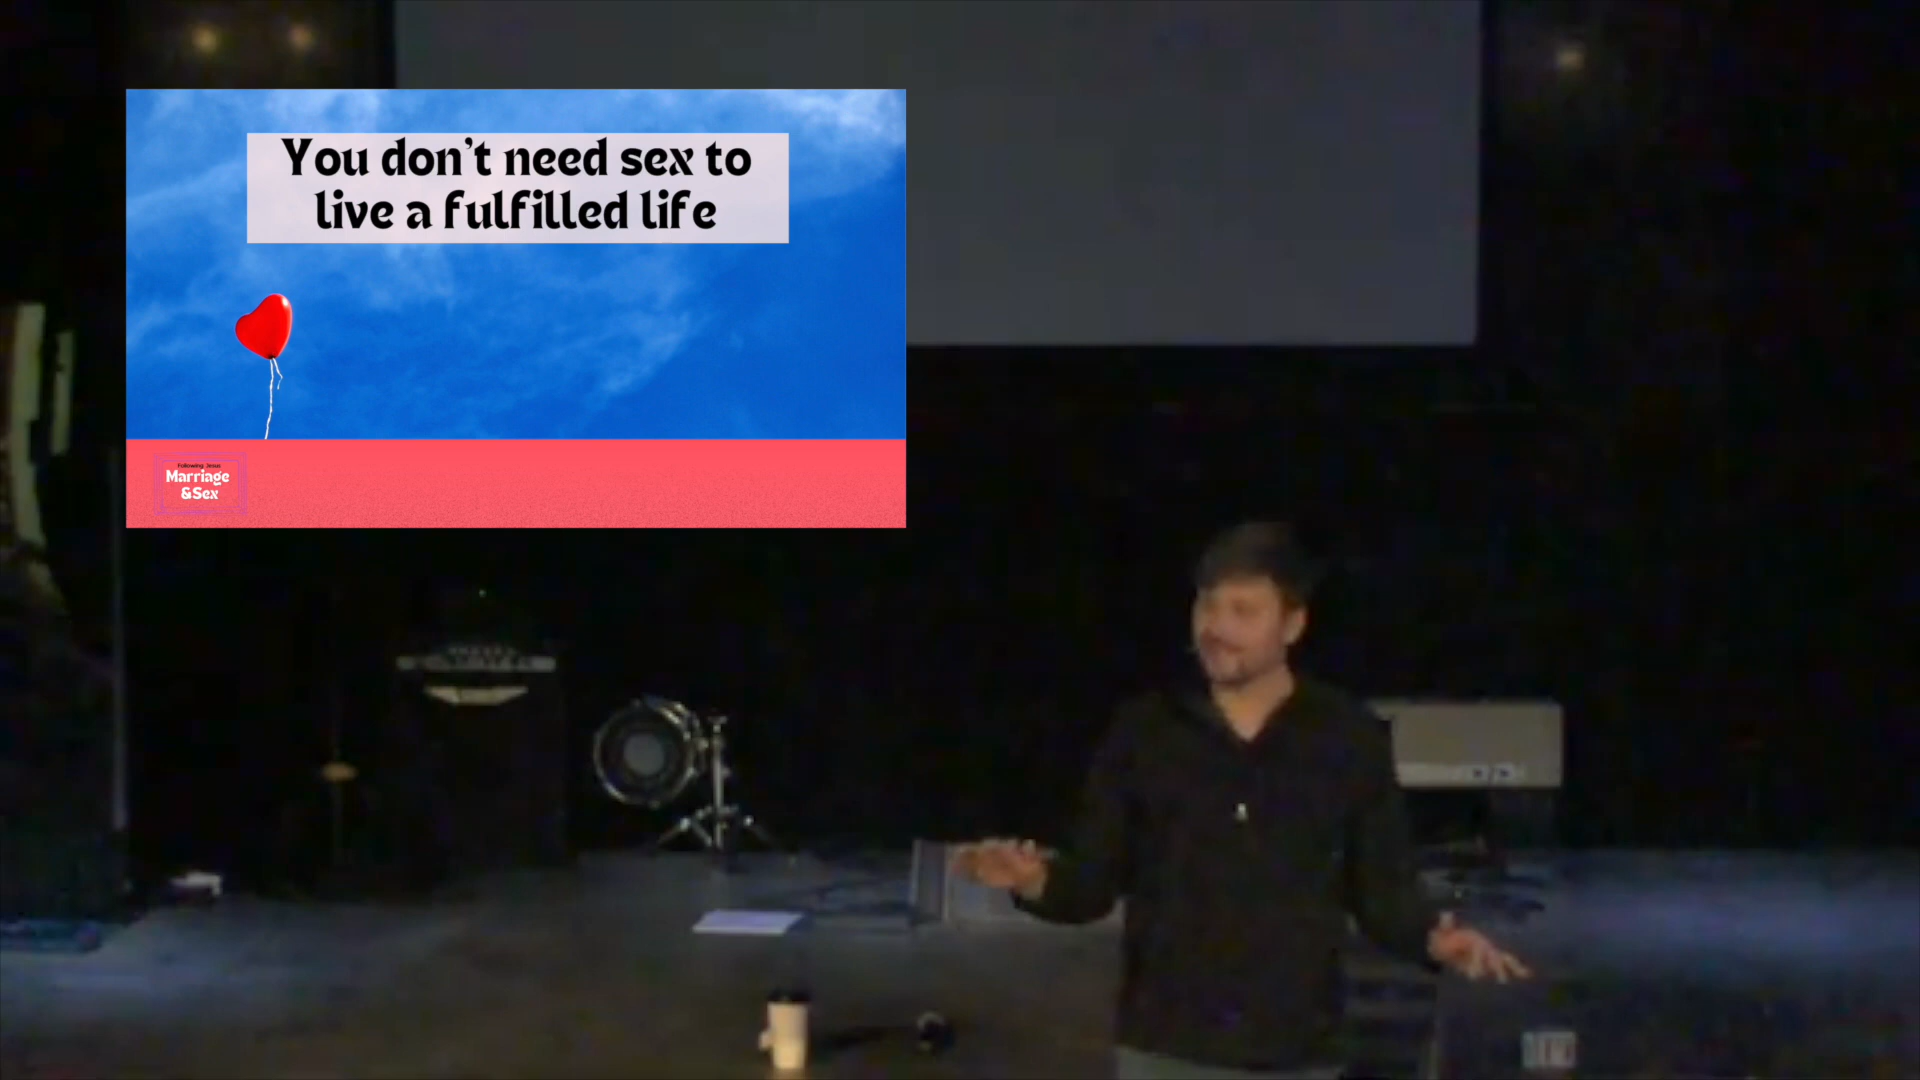 You don't need sex to
live a fulfilled life
Following Jesus
Marriage
&Sex